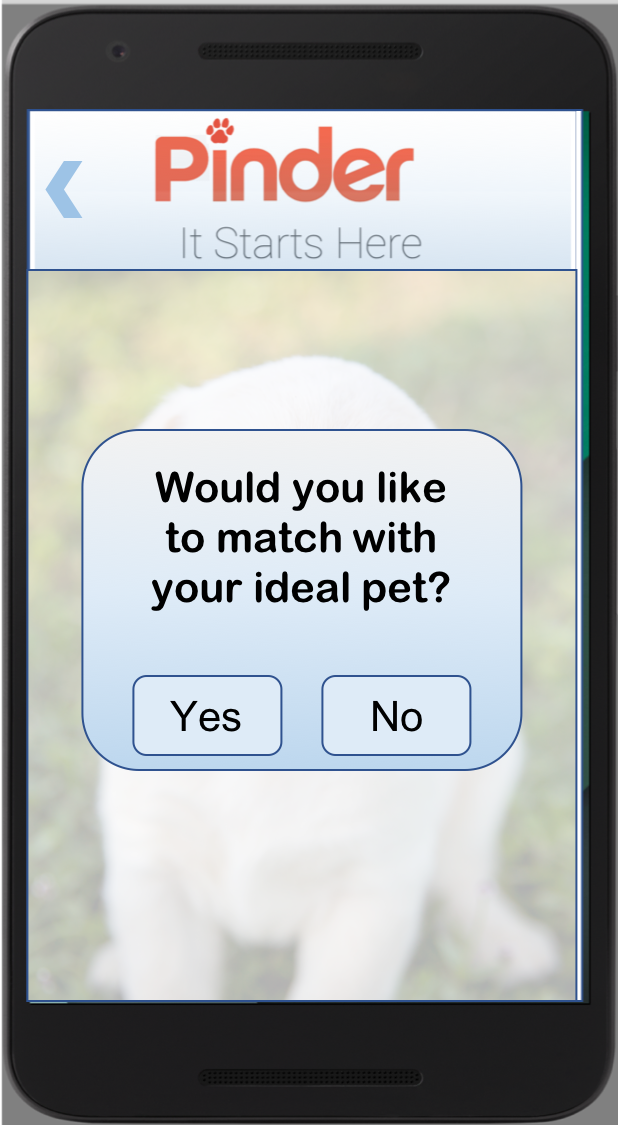 Pinder
It Starts Here
Would you like
to match with
your ideal pet?
Yes
No